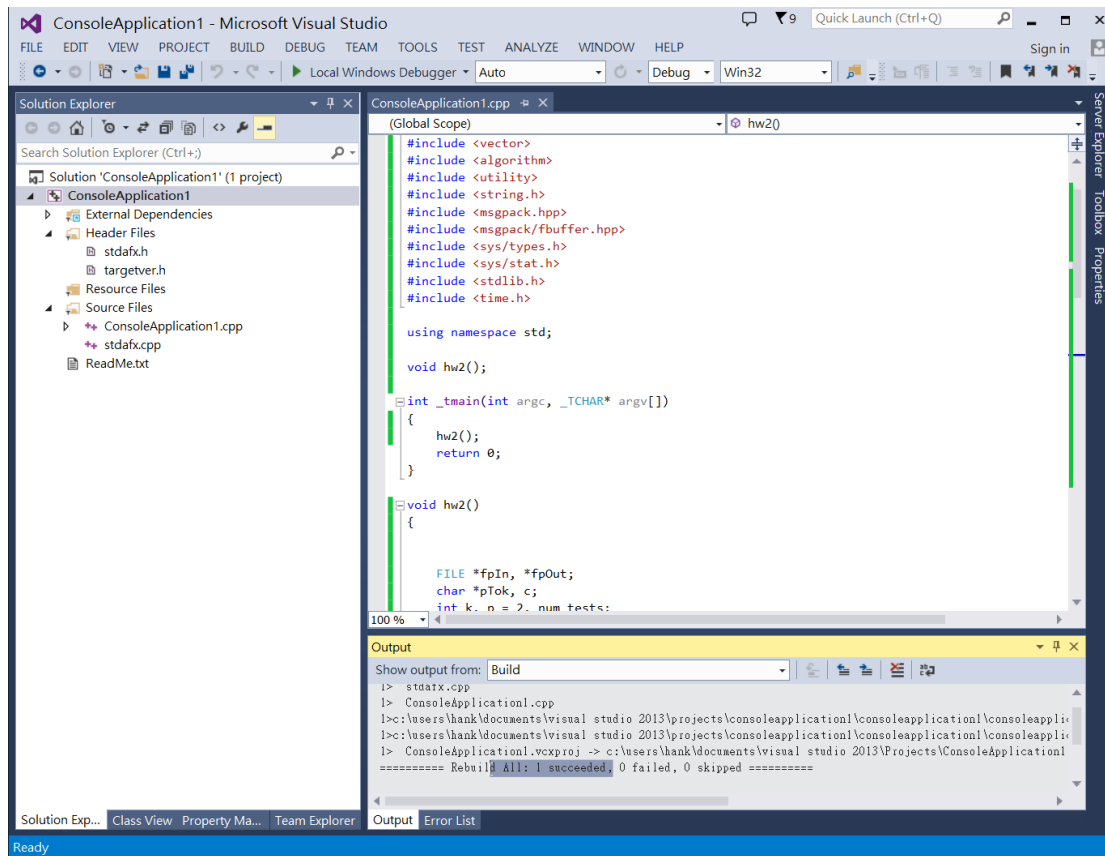 ConsoleApplication1 - Microsoft Visual Studio
9
Quick Launch (Ctrl+Q)
FILE EDIT VIEW PROJECT BUILD DEBUG TEAM TOOLS TEST ANALYZE WINDOW HELP
Sign in
Local Windows Debugger Auto Debug Win32
Solution Explorer
Search Solution Explorer (Ctrl+;)
Solution 'ConsoleApplication1' (1 project)
ConsoleApplication1
External Dependencies
Header Files
stdafx.h
targetver.h
Resource Files
Source Files
ConsoleApplication1.cpp
stdafx.cpp
ReadMe.txt
Solution Exp... Class View Property Ma... Team Explorer
ConsoleApplication1.cpp
(Global Scope) hw2()
#include <vector>
#include <algorithm>
#include <utility>
#include <string.h>
#include <msgpack.hpp>
#include <msgpack/fbuffer.hpp>
#include <sys/types.h>
#include <sys/stat.h>
#include <stdlib.h>
#include <time.h>
using namespace std;
void hw2();
int _tmain(int argc, _TCHAR* argv[])
{
hw2();
return 0;
}
void hw2()
{
FILE *fpIn, *fpOut;
char *pTok, c;
int k, p = 2, num_tests;
100 %
Output
Show output from: Build
1> stdafx.cpp
1> ConsoleApplication1.cpp
1>c:\users\hank\documents\visual studio 2013\projects\consoleapplication1\consoleapplication1\consoleapplic
1>c:\users\hank\documents\visual studio 2013\projects\consoleapplication1\consoleapplication1\consoleapplic
1> ConsoleApplication1.vcxproj -> c:\users\hank\documents\visual studio 2013\Projects\ConsoleApplication1
========== Rebuild All: 1 succeeded, 0 failed, 0 skipped ==========
Output Error List
Server Explorer
Toolbox
Properties
Ready